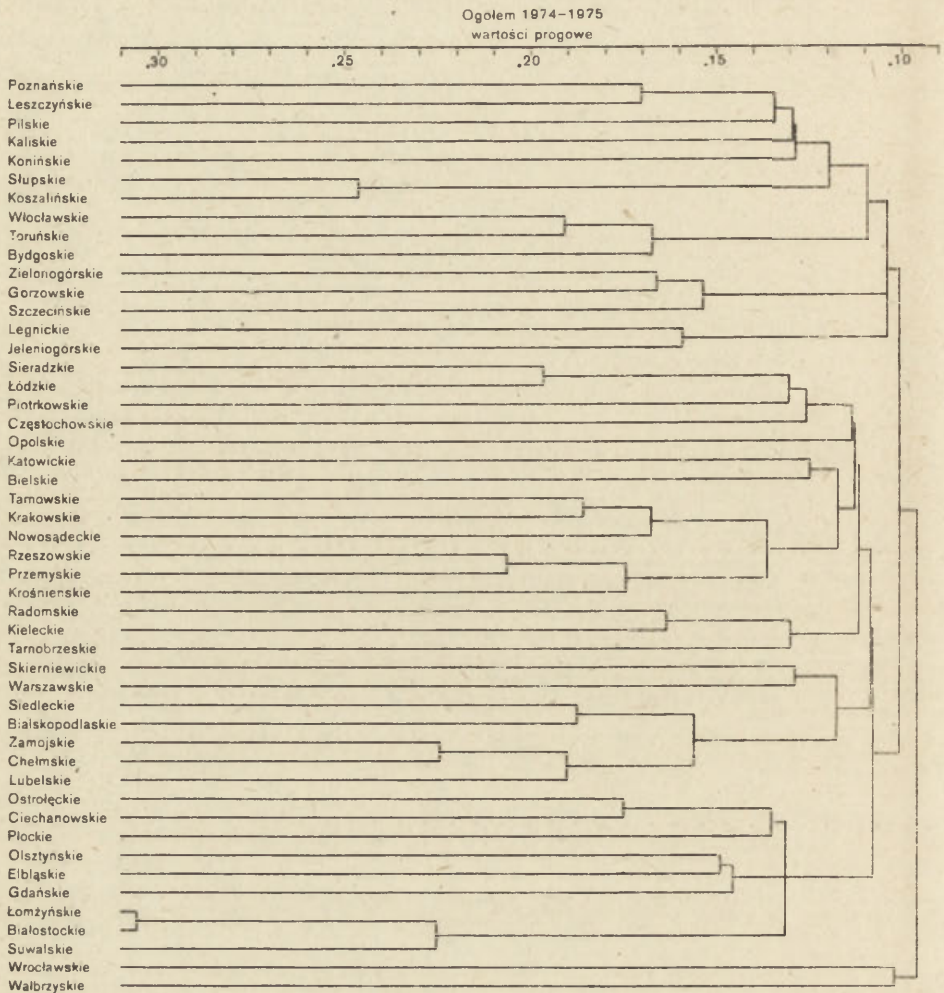 Ogołem 1974-1975
wartości progowe
.30 .25 .20 .15 .10
Poznańskie
Leszczyńskie
Pilskie
Kaliskie
Konińskie
Słupskie
Koszalińskie
Włocławskie
Toruńskie
Bydgoskie
Zielonogórskie
Gorzowskie
Szczecińskie
Legnickie
Jeleniogórskie
Sieradzkie
Łódzkie
Piotrkowskie
Częstochowskie
Opolskie
Katowickie
Bielskie
Tarnowskie
Krakowskie
Nowosądeckie
Rzeszowskie
Przemyskie
Krośnienskie
Radomskie
Kieleckie
Tarnobrzeskie
Skierniewickie
Warszawskie
Siedleckie
Bialskopodlaskie
Zamojskie
Chełmskie
Lubelskie
Ostrołęckie
Ciechanowskie
Płockie
Olsztyńskie
Elbląskie
Gdańskie
Łomżyńskie
Białostockie
Suwalskie
Wrocławskie
Wałbrzyskie